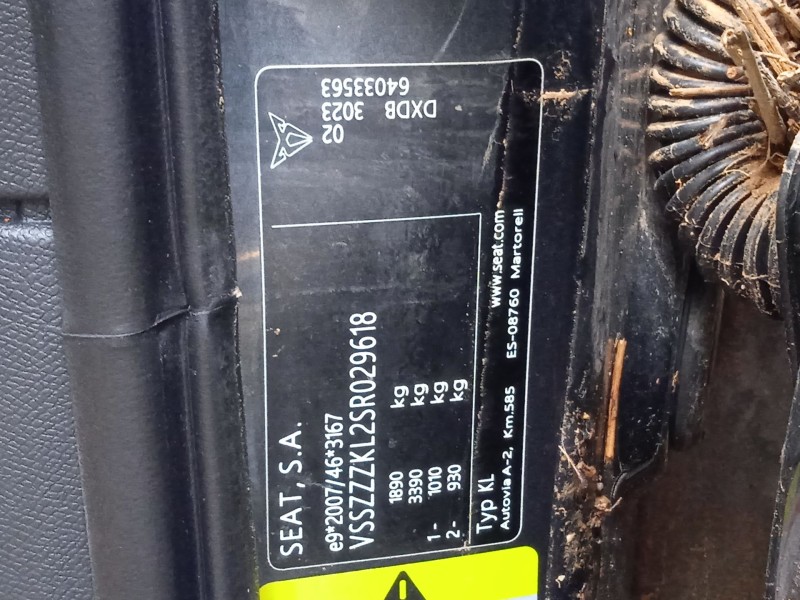 SEAT, S.A.
e9*2007/46*3167
VSSZZZKL2SR029618
1890 kg
3390 kg
1- 1010 kg
2- 930 kg
Typ KL
www.seat.com
Autovia A-2, Km.585 ES-08760 Martorell
02
3023
64033563
DXDB